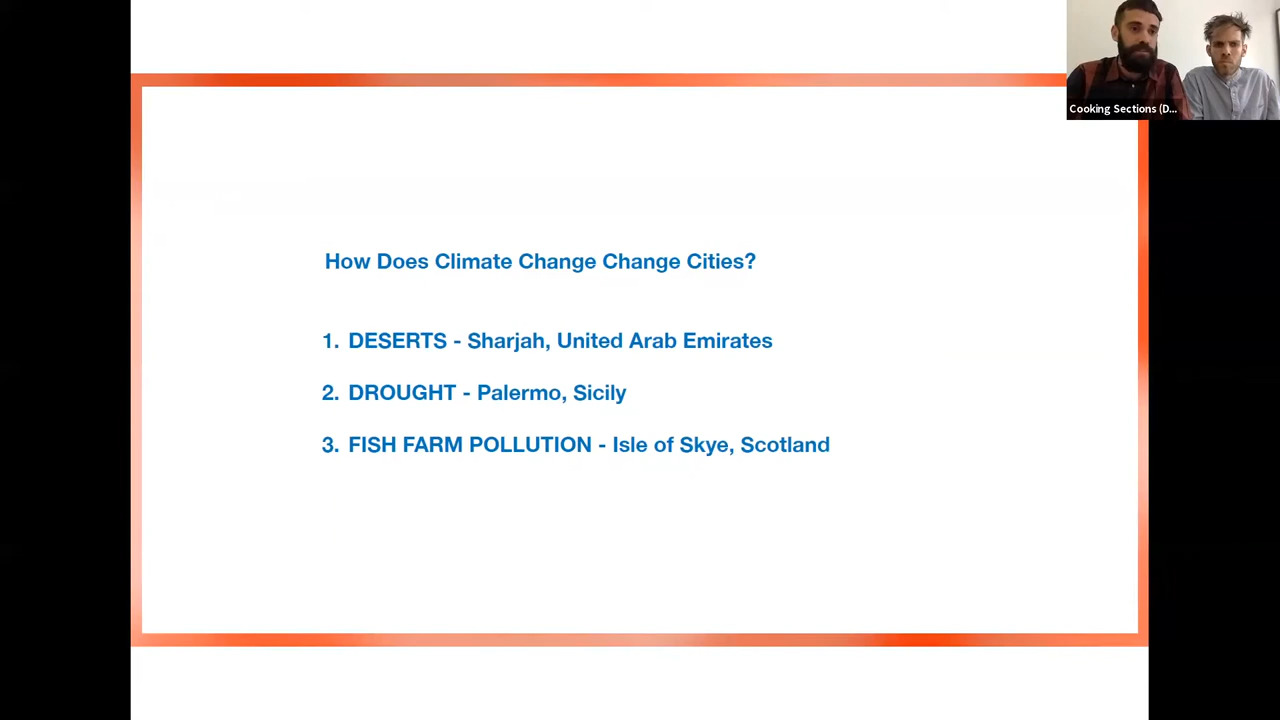 Cooking Sections (D...
How Does Climate Change Change Cities?
1. DESERTS - Sharjah, United Arab Emirates
2. DROUGHT - Palermo, Sicily
3. FISH FARM POLLUTION - Isle of Skye, Scotland